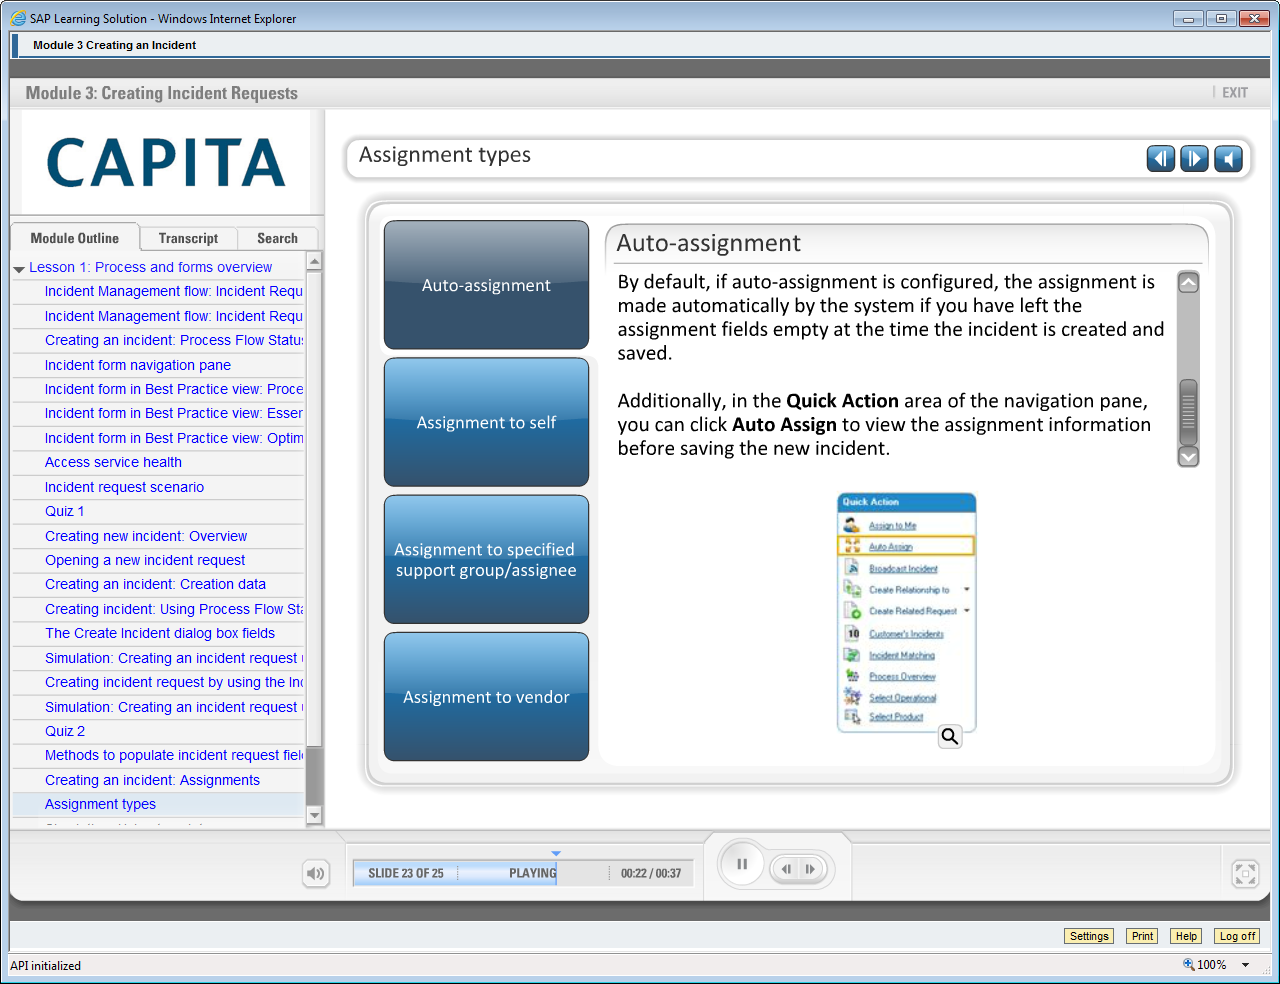 SAP Learning Solution - Windows Internet Explorer
Module 3 Creating an Incident
Module 3: Creating Incident Requests
EXIT
CAPITA
Module Outline
Transcript
Search
Lesson 1: Process and forms overview
Incident Management flow: Incident Requ
Incident Management flow: Incident Requ
Creating an incident: Process Flow Statu
Incident form navigation pane
Incident form in Best Practice view: Proce
Incident form in Best Practice view: Esser
Incident form in Best Practice view: Optim
Access service health
Incident request scenario
Quiz 1
Creating new incident: Overview
Opening a new incident request
Creating an incident: Creation data
Creating incident: Using Process Flow Sta
The Create Incident dialog box fields
Simulation: Creating an incident request
Creating incident request by using the Inc
Simulation: Creating an incident request
Quiz 2
Methods to populate incident request field
Creating an incident: Assignments
Assignment types
Assignment types
Auto-assignment
Assignment to self
Assignment to specified
support group/assignee
Assignment to vendor
Auto-assignment
By default, if auto-assignment is configured, the assignment is
made automatically by the system if you have left the
assignment fields empty at the time the incident is created and
saved.
Additionally, in the Quick Action area of the navigation pane,
you can click Auto Assign to view the assignment information
before saving the new incident.
Quick Action
Assign to Me
Auto Assign
Broadcast Incident
Create Relationship to
Create Related Request
10 Customer's Incidents
Incident Matching
Process Overview
Select Operational
Select Product
SLIDE 23 OF 25
PLAYING
00:22 / 00:37
Settings
Print
Help
Log off
API initialized
100%